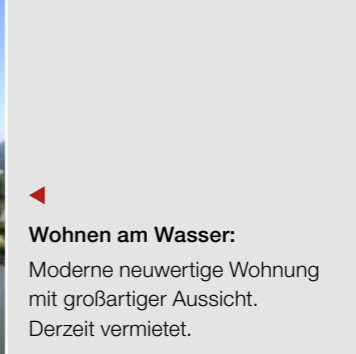 Wohnen am Wasser:
Moderne neuwertige Wohnung
mit großartiger Aussicht.
Derzeit vermietet.